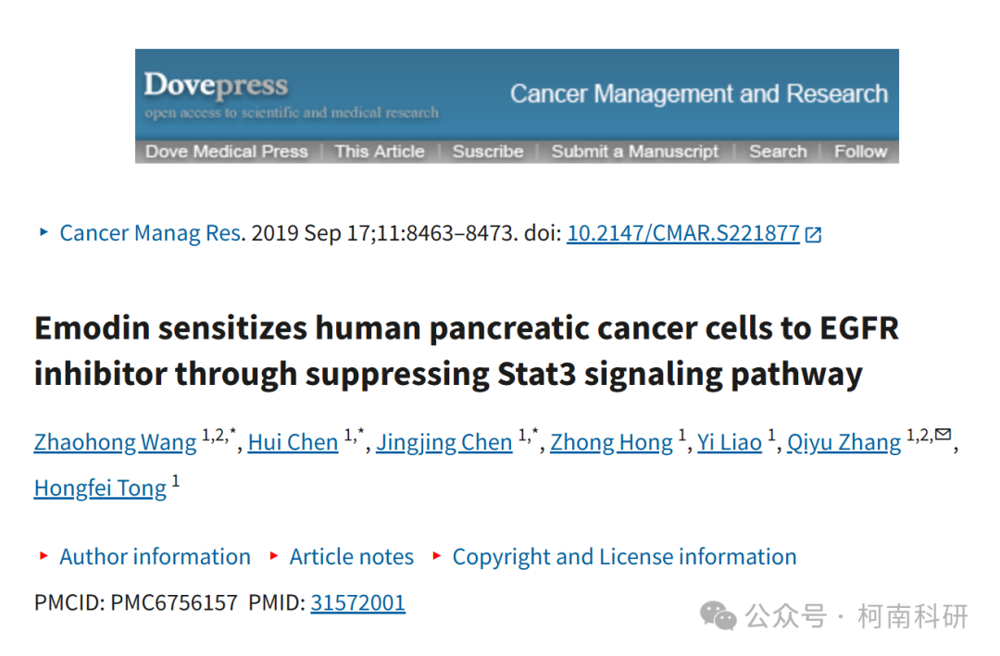 Dovepress
open access to scientific and medical research
Cancer Management and Research
Dove Medical Press | This Article | Suscribe | Submit a Manuscript | Search | Follow
Cancer Manag Res. 2019 Sep 17;11:8463–8473. doi: 10.2147/CMAR.S221877
Emodin sensitizes human pancreatic cancer cells to EGFR
inhibitor through suppressing Stat3 signaling pathway
Zhaohong Wang 1,2,*, Hui Chen 1,*, Jingjing Chen 1,*, Zhong Hong 1, Yi Liao 1, Qiyu Zhang 1,2,✉,
Hongfei Tong 1
Author information Article notes Copyright and License information
PMCID: PMC6756157 PMID: 31572001
公众号 · 柯南科研